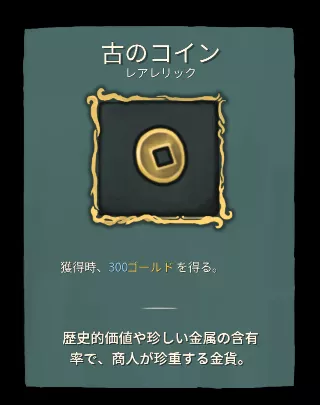 古のコイン
レアレリック
獲得時、300ゴールドを得る。
歴史的価値や珍しい金属の含有
率で、商人が珍重する金貨。